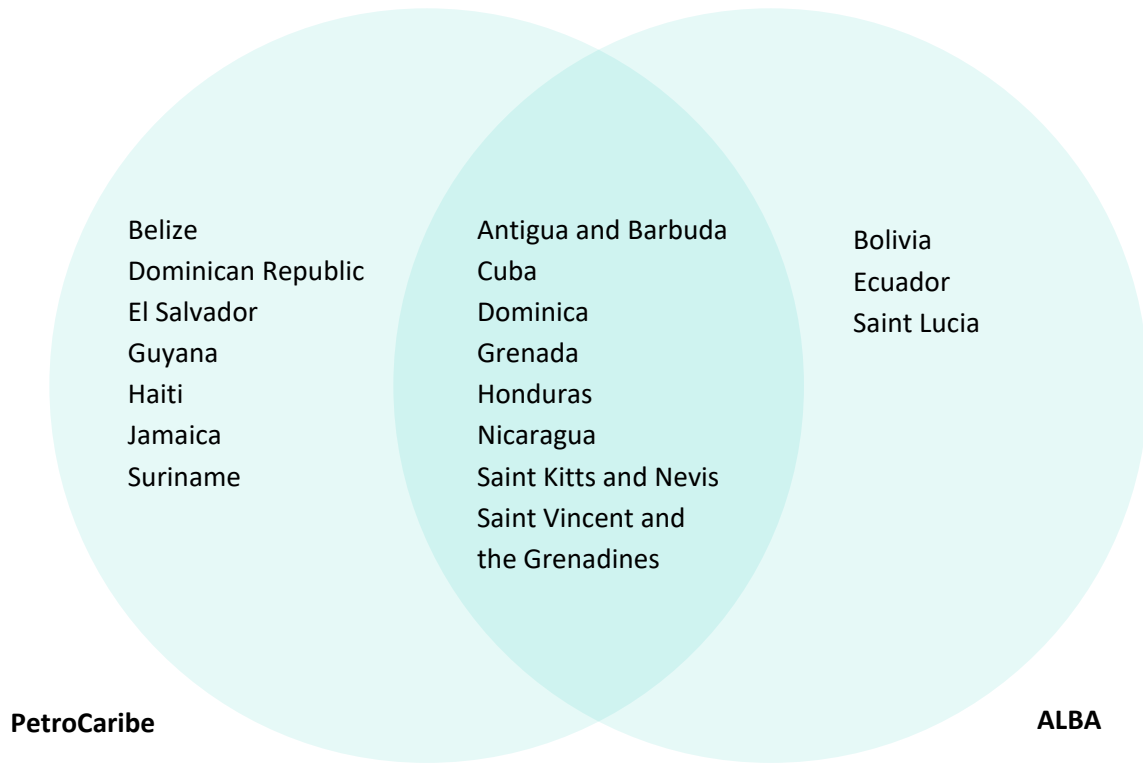 Belize
Dominican Republic
El Salvador
Guyana
Haiti
Jamaica
Suriname
Antigua and Barbuda
Cuba
Dominica
Grenada
Honduras
Nicaragua
Saint Kitts and Nevis
Saint Vincent and
the Grenadines
Bolivia
Ecuador
Saint Lucia
PetroCaribe
ALBA